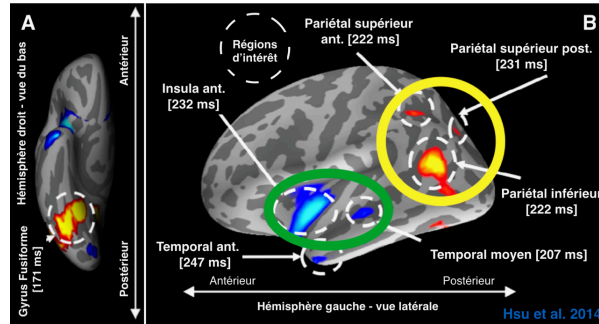 A
Hémisphère droit - vue du bas
Gyrus Fusiforme
[171 ms]
Antérieur
Postérieur
B
Régions
d'intérêt
Pariétal supérieur
ant. [222 ms]
Pariétal supérieur post.
[231 ms]
Insula ant.
[232 ms]
Pariétal inférieur
[222 ms]
Temporal ant.
[247 ms]
Temporal moyen [207 ms]
Antérieur
Postérieur
Hémisphère gauche - vue latérale
Hsu et al. 2014